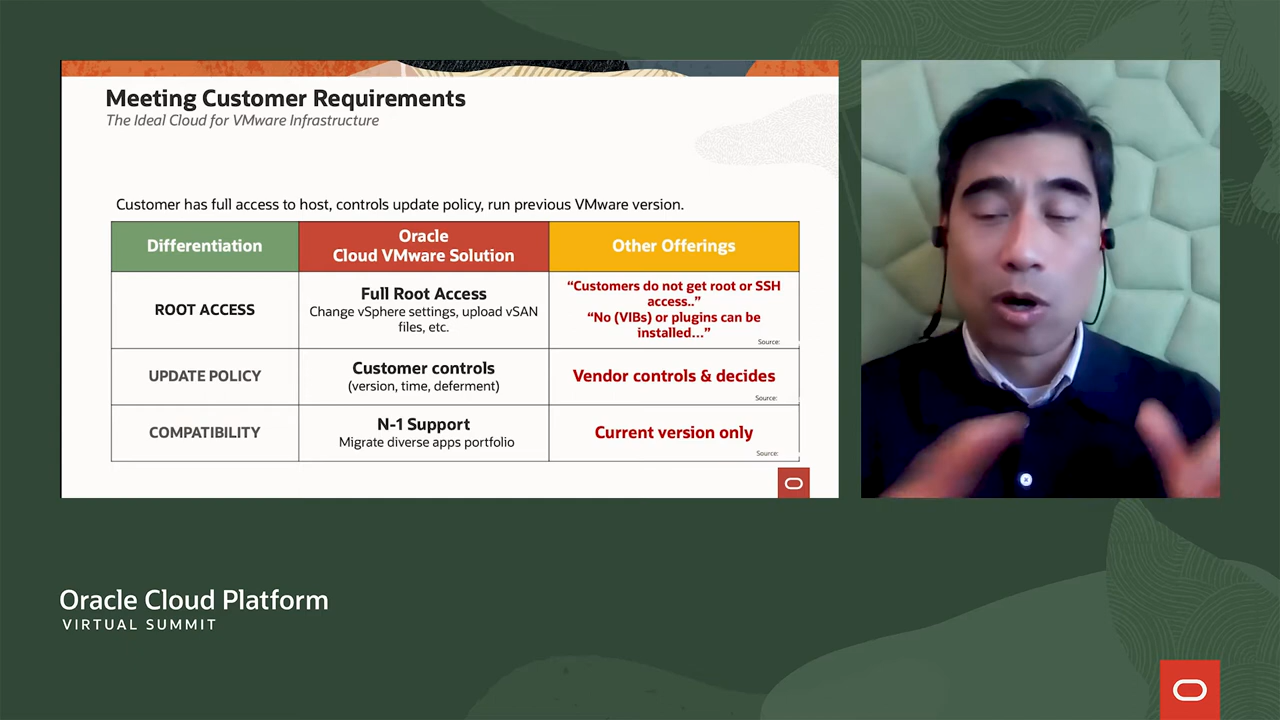 Meeting Customer Requirements
The Ideal Cloud for VMware Infrastructure
Customer has full access to host, controls update policy, run previous VMware version.
Differentiation
Oracle
Cloud VMware Solution
Other Offerings
ROOT ACCESS
Full Root Access
Change vSphere settings, upload vSAN
files, etc.
“Customers do not get root or SSH
access..”
“No (VIBs) or plugins can be
installed...”
Source:
UPDATE POLICY
Customer controls
(version, time, deferment)
Vendor controls & decides
Source:
COMPATIBILITY
N-1 Support
Migrate diverse apps portfolio
Current version only
Source:
Oracle Cloud Platform
VIRTUAL SUMMIT